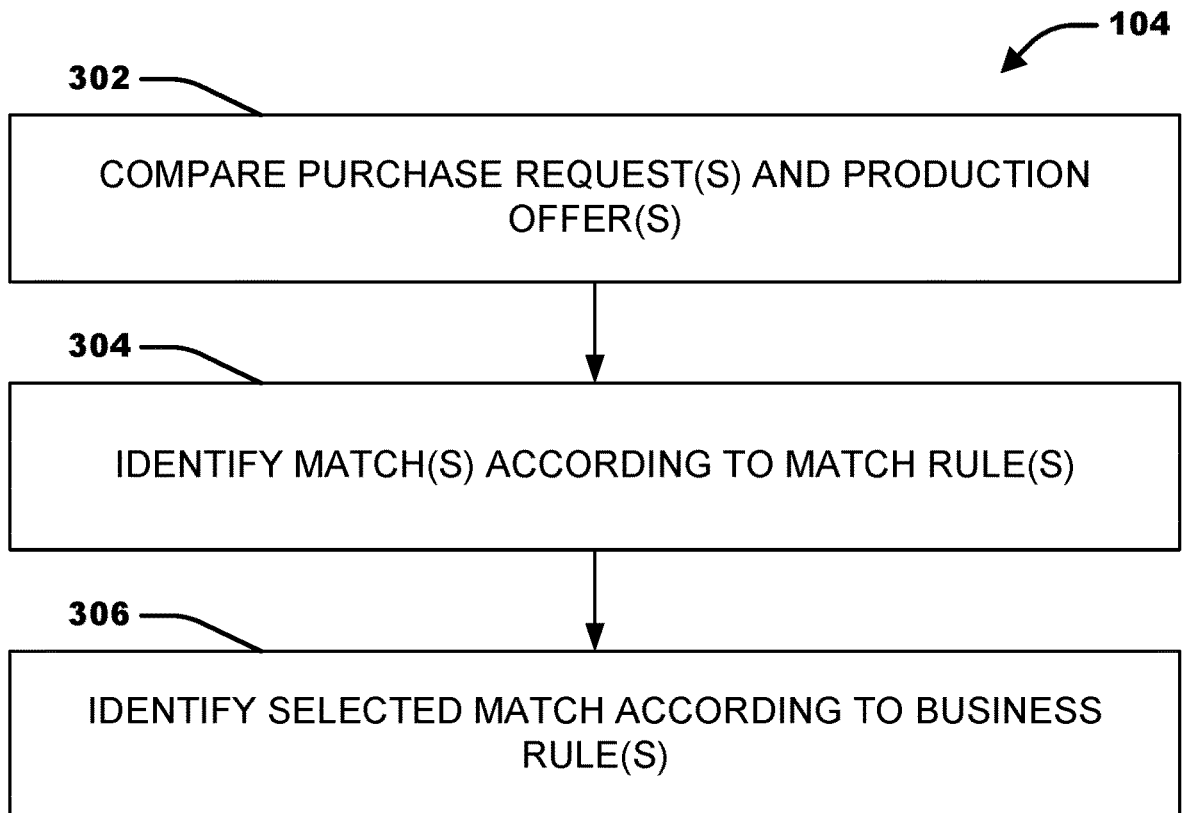 104
302
COMPARE PURCHASE REQUEST(S) AND PRODUCTION
OFFER(S)
304
IDENTIFY MATCH(S) ACCORDING TO MATCH RULE(S)
306
IDENTIFY SELECTED MATCH ACCORDING TO BUSINESS
RULE(S)